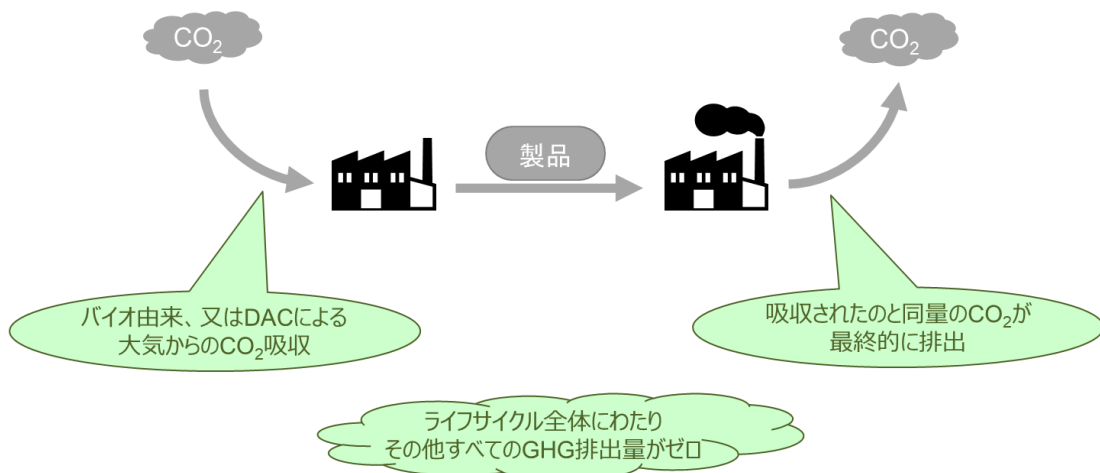 CO₂
CO₂
製品
バイオ由来、又はDACによる
大気からのCO₂吸収
吸収されたのと同量のCO₂が
最終的に排出
ライフサイクル全体にわたり
その他すべてのGHG排出量がゼロ